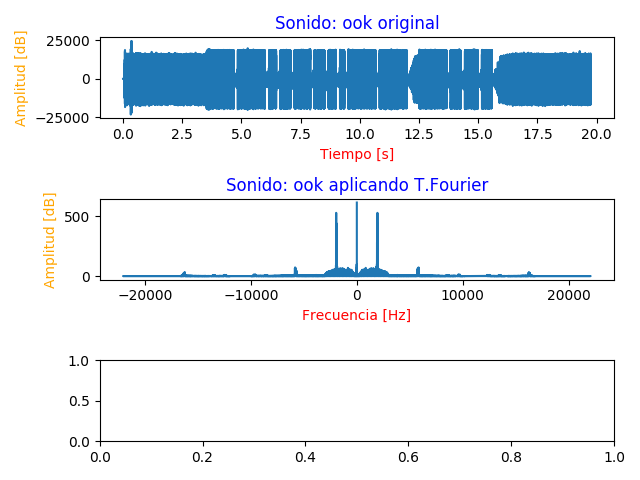 Sonido: ook original
Amplitud [dB]
25000
0
−25000
0.0 2.5 5.0 7.5 10.0 12.5 15.0 17.5 20.0
Tiempo [s]
Sonido: ook aplicando T.Fourier
Amplitud [dB]
500
0
−20000 −10000 0 10000 20000
Frecuencia [Hz]
1.0
0.5
0.0
0.0 0.2 0.4 0.6 0.8 1.0